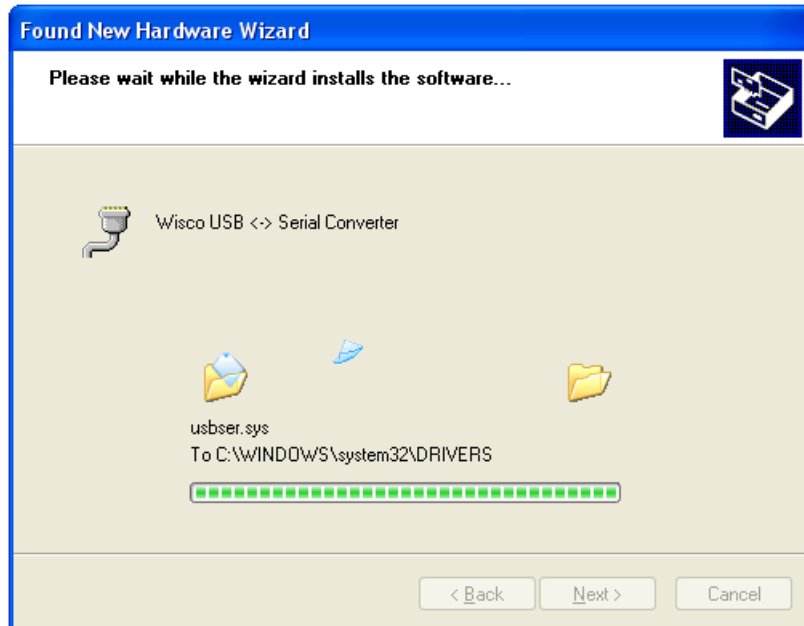 Found New Hardware Wizard
Please wait while the wizard installs the software...
Wisco USB <-> Serial Converter
usbser.sys
To C:\WINDOWS\system32\DRIVERS
< Back Next > Cancel